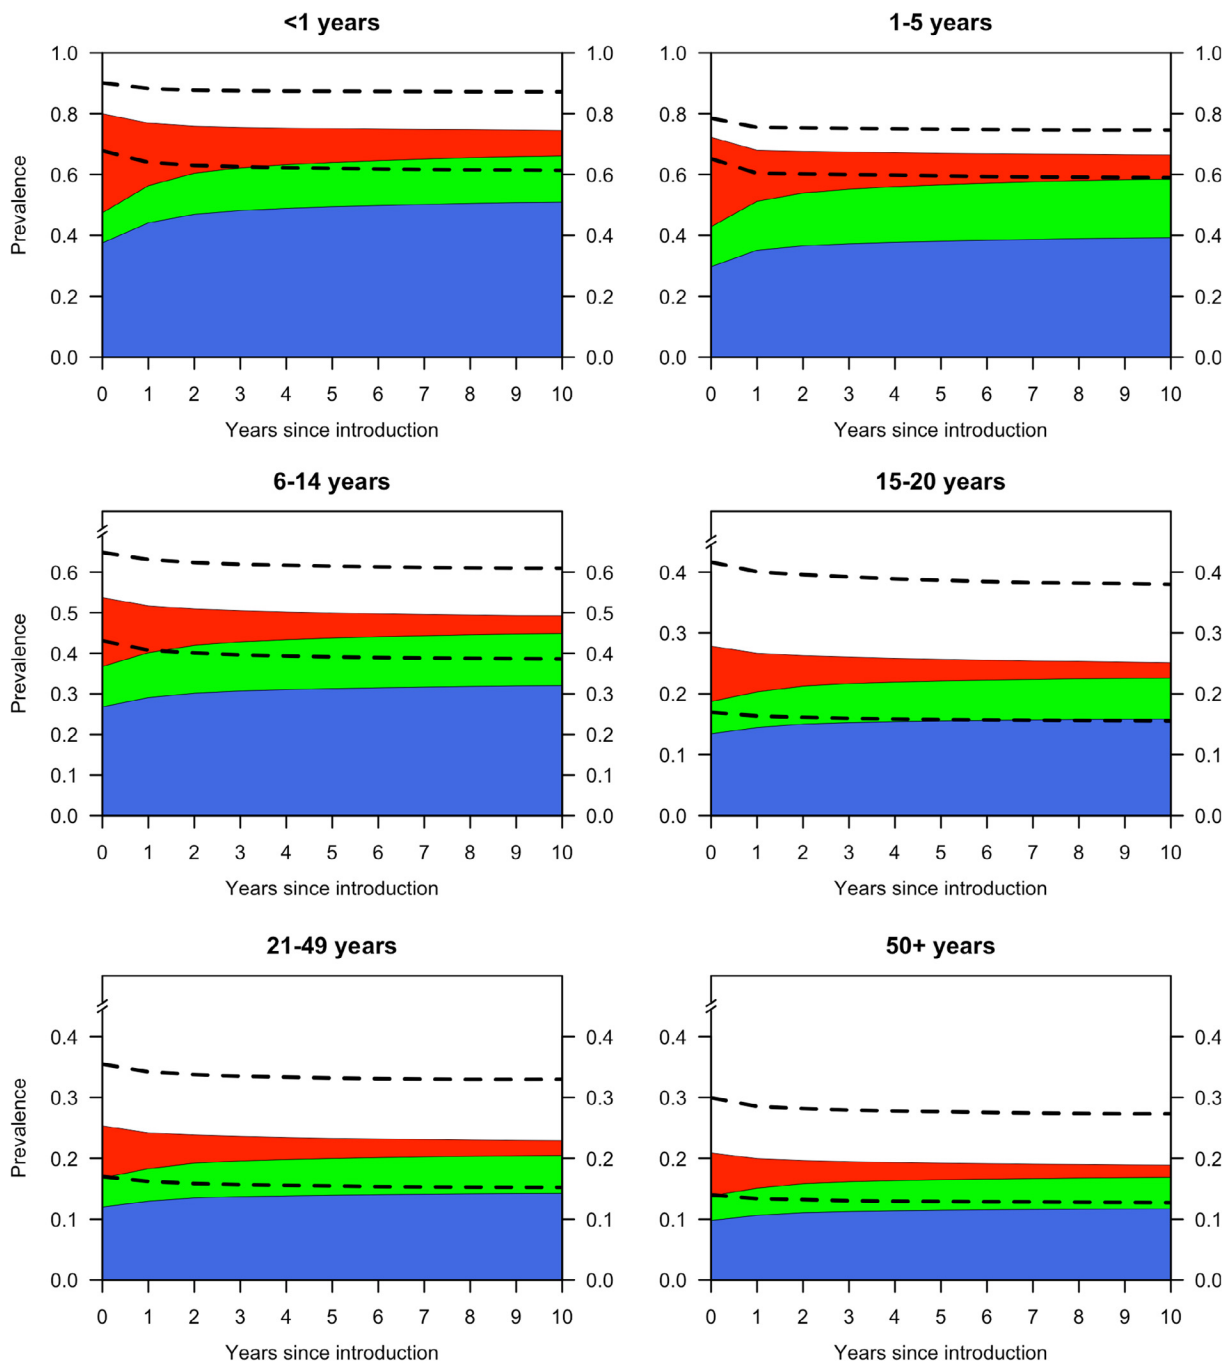 <1 years
1-5 years
1.0 1.0 1.0 1.0
0.8 0.8 0.8 0.8
0.6 0.6 0.6 0.6
0.4 0.4 0.4 0.4
0.2 0.2 0.2 0.2
0.0 0.0 0.0 0.0
Prevalence
0 1 2 3 4 5 6 7 8 9 10
0 1 2 3 4 5 6 7 8 9 10
Years since introduction
Years since introduction
6-14 years
15-20 years
0.6 0.6
0.5 0.5
0.4 0.4
0.3 0.3
0.2 0.2
0.1 0.1
0.0 0.0
0.4 0.4
0.3 0.3
0.2 0.2
0.1 0.1
0.0 0.0
Prevalence
0 1 2 3 4 5 6 7 8 9 10
0 1 2 3 4 5 6 7 8 9 10
Years since introduction
Years since introduction
21-49 years
50+ years
0.4 0.4 0.4 0.4
0.3 0.3 0.3 0.3
0.2 0.2 0.2 0.2
0.1 0.1 0.1 0.1
0.0 0.0 0.0 0.0
Prevalence
0 1 2 3 4 5 6 7 8 9 10
0 1 2 3 4 5 6 7 8 9 10
Years since introduction
Years since introduction